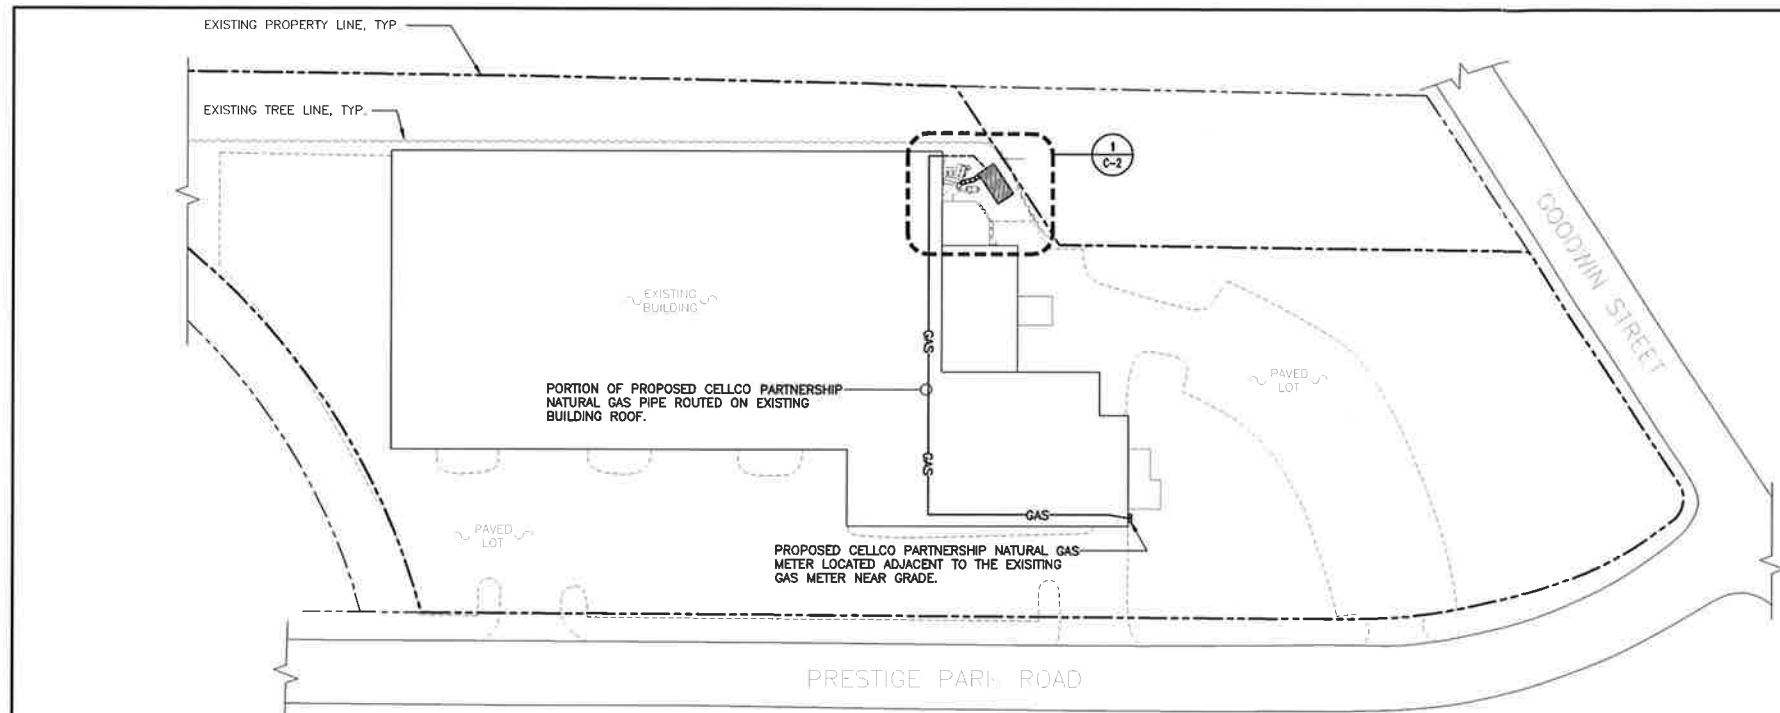 EXISTING PROPERTY LINE, TYP.
EXISTING TREE LINE, TYP.
1
C-2
GOODWIN STREET
EXISTING
BUILDING
GAS
PAVED
LOT
PORTION OF PROPOSED CELLCO PARTNERSHIP
NATURAL GAS PIPE ROUTED ON EXISTING
BUILDING ROOF.
GAS
GAS
PAVED
LOT
PROPOSED CELLCO PARTNERSHIP NATURAL GAS
METER LOCATED ADJACENT TO THE EXISITING
GAS METER NEAR GRADE.
PRESTIGE PARK ROAD